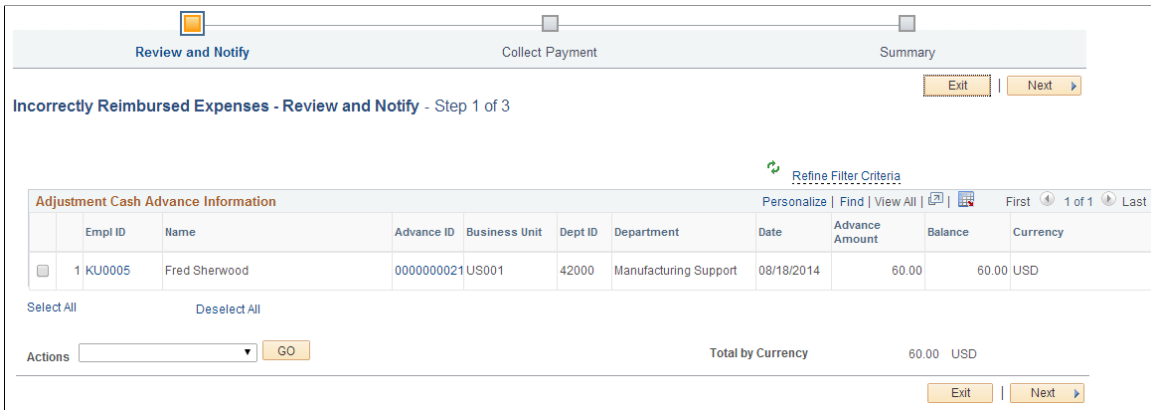 Review and Notify Collect Payment Summary
Exit | Next
Incorrectly Reimbursed Expenses - Review and Notify - Step 1 of 3
Refine Filter Criteria
Adjustment Cash Advance Information Personalize | Find | View All | | First 1 of 1 Last
Empl ID Name Advance ID Business Unit Dept ID Department Date Advance Amount Balance Currency
1 KU0005 Fred Sherwood 0000000021 US001 42000 Manufacturing Support 08/18/2014 60.00 60.00 USD
Select All Deselect All
Actions GO Total by Currency 60.00 USD
Exit | Next